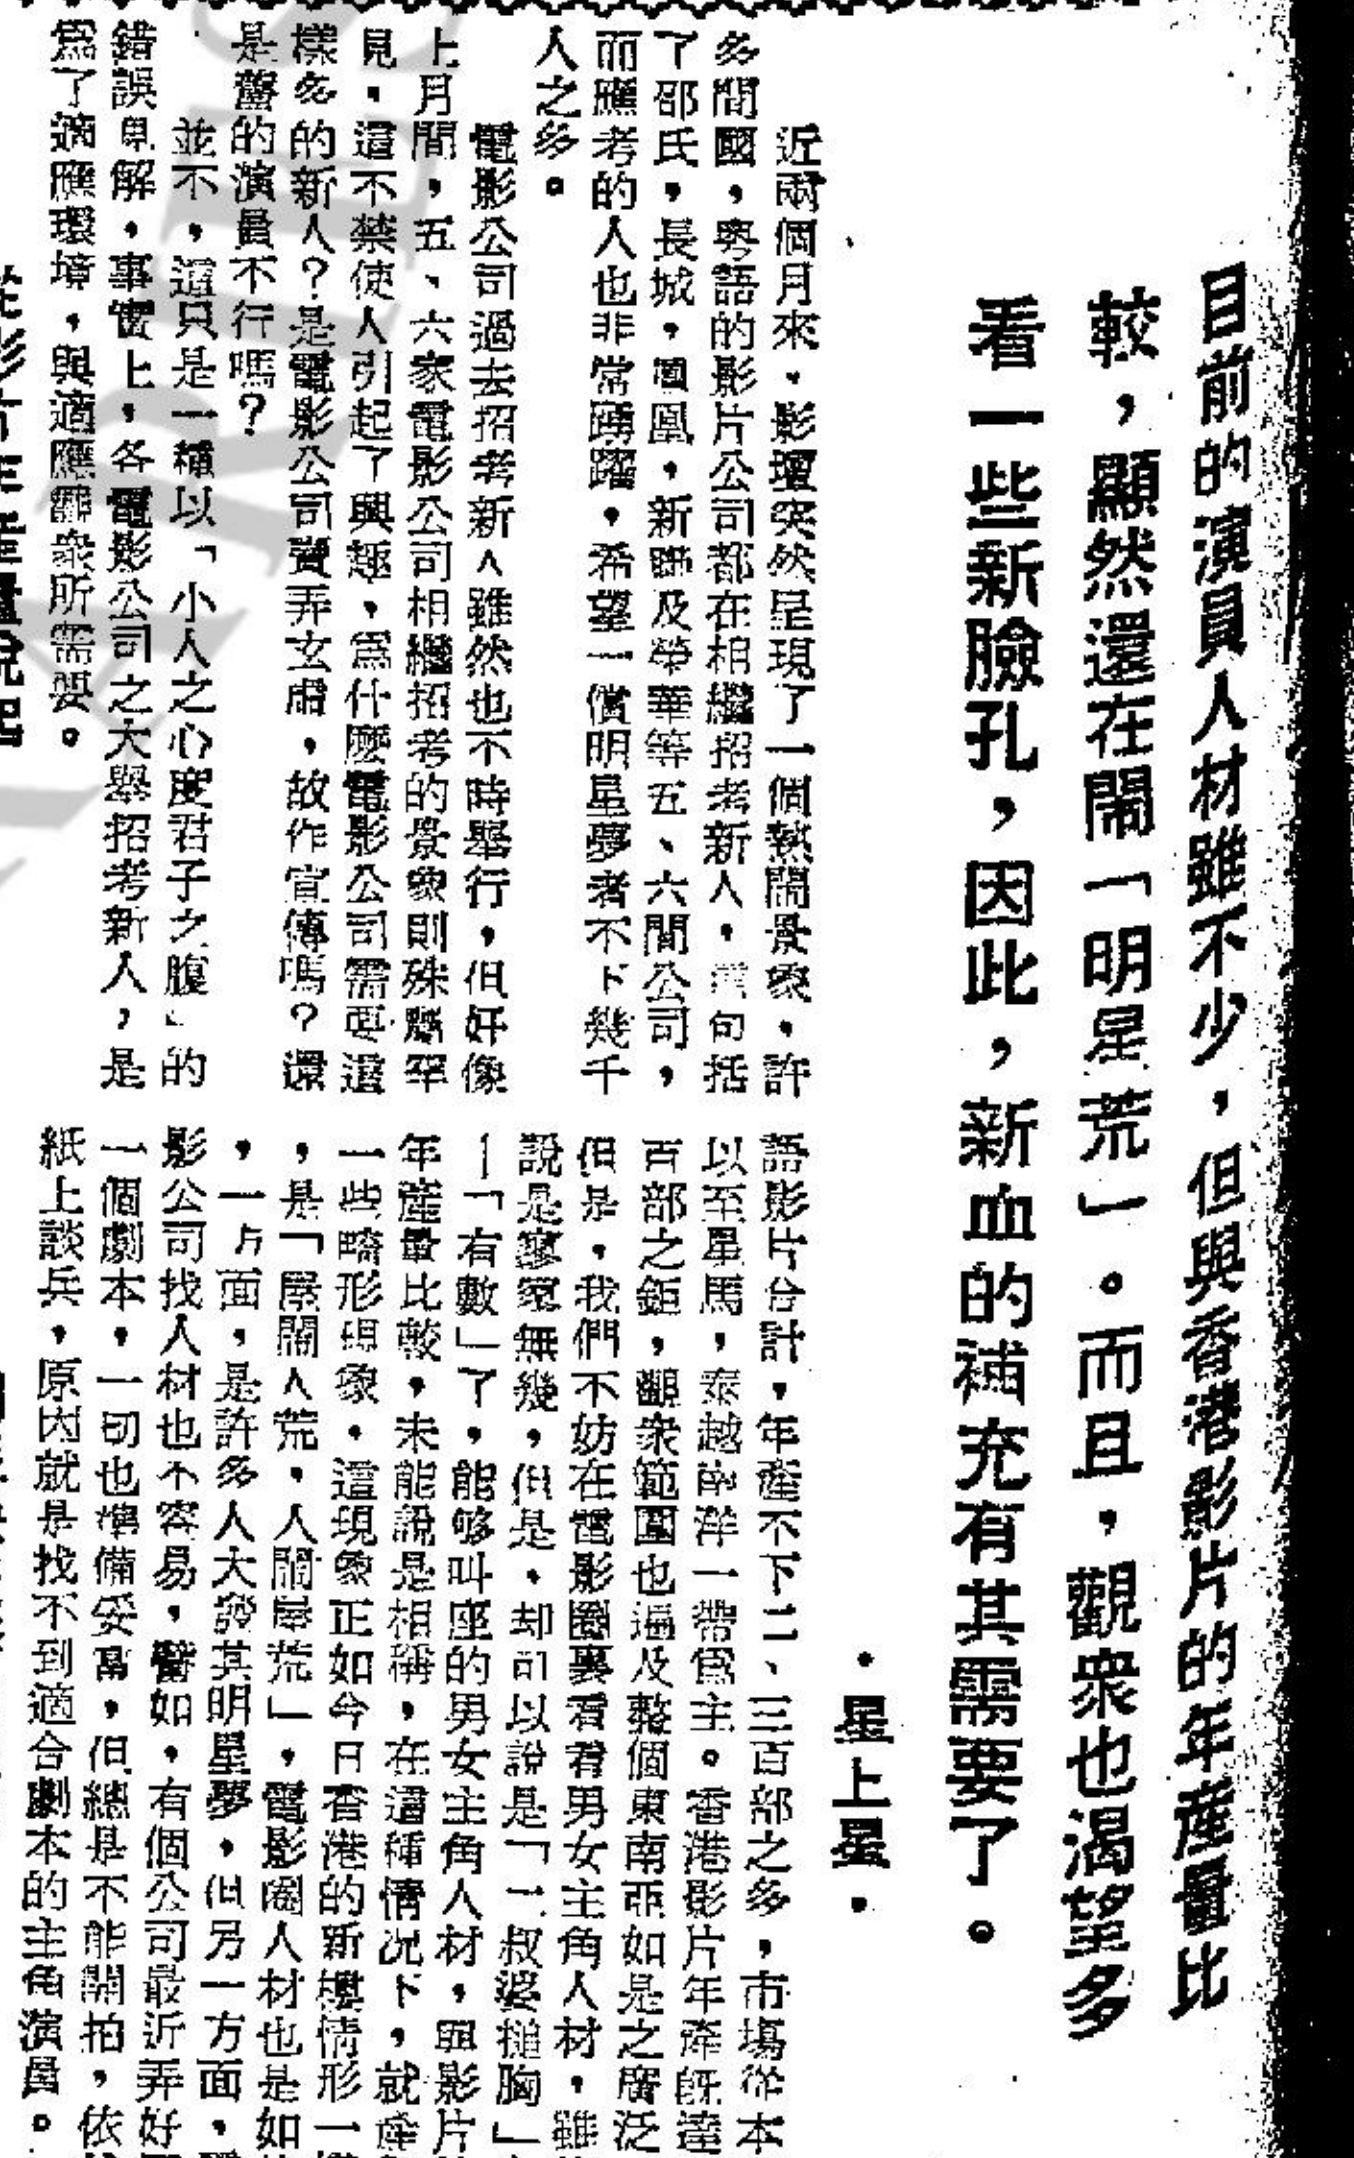 目前的演員人材雖不少，但與香港影片的年產量比
較，顯然還在鬧「明星荒」。而且，觀衆也渴望多
看一些新臉孔，因此，新血的補充有其需要了。
·星上星·
近兩個月來，影壇突然呈現了一個熱鬧景象，許
多間國，粵語的影片公司都在相繼招考新人，包括
了邵氏，長城，鳳凰，新聯及榮華等五、六間公司，
而應考的人也非常踴躍，希望一償明星夢者不下幾千
人之多。
電影公司過去招考新人雖然也不時舉行，但好像
上月間，五、六家電影公司相繼招考的景象則殊屬罕
見，這不禁使人引起了興趣，爲什麼電影公司需要這
樣多的新人？是電影公司賣弄玄虛，故作宣傳嗎？還
是舊的演員不行嗎？
並不，這只是一種以「小人之心度君子之腹」的
錯誤見解，事實上，各電影公司之大舉招考新人，是
爲了適應環境，與適應觀衆所需要。
從影片年產量說起
語影片合計，年產不下二、三百部之多，市場從本
以至星馬，泰越南洋一帶爲主。香港影片年產旣達
百部之鉅，觀衆範圍也遍及整個東南亞如是之廣泛
但是，我們不妨在電影圈裏看看男女主角人材，雖
說是寥寥無幾，但是，却可以說是「二叔婆搥胸」
—「有數」了，能够叫座的男女主角人材，與影片
年產量比較，未能說是相稱，在這種情况下，就產
一些畸形現象，這現象正如今日香港的新樓情形一
，是「屋鬧人荒，人鬧屋荒」，電影圈人材也是如
，一方面，是許多人大發其明星夢，但另一方面，
影公司找人材也不容易，譬如，有個公司最近弄好
一個劇本，一切也準備妥當，但總是不能開拍，依
紙上談兵，原因就是找不到適合劇本的主角演員。